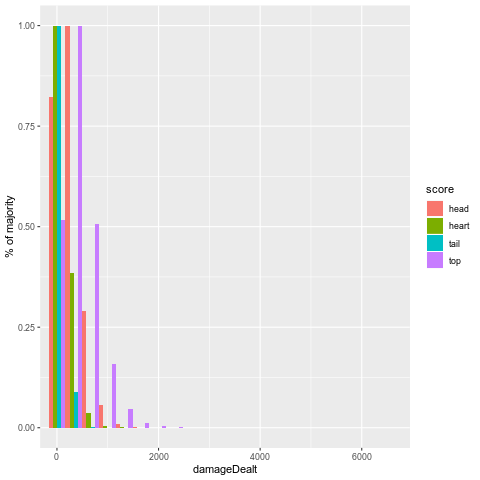 1.00
0.75
0.50
0.25
0.00
% of majority
0
2000
4000
6000
damageDealt
score
head
heart
tail
top